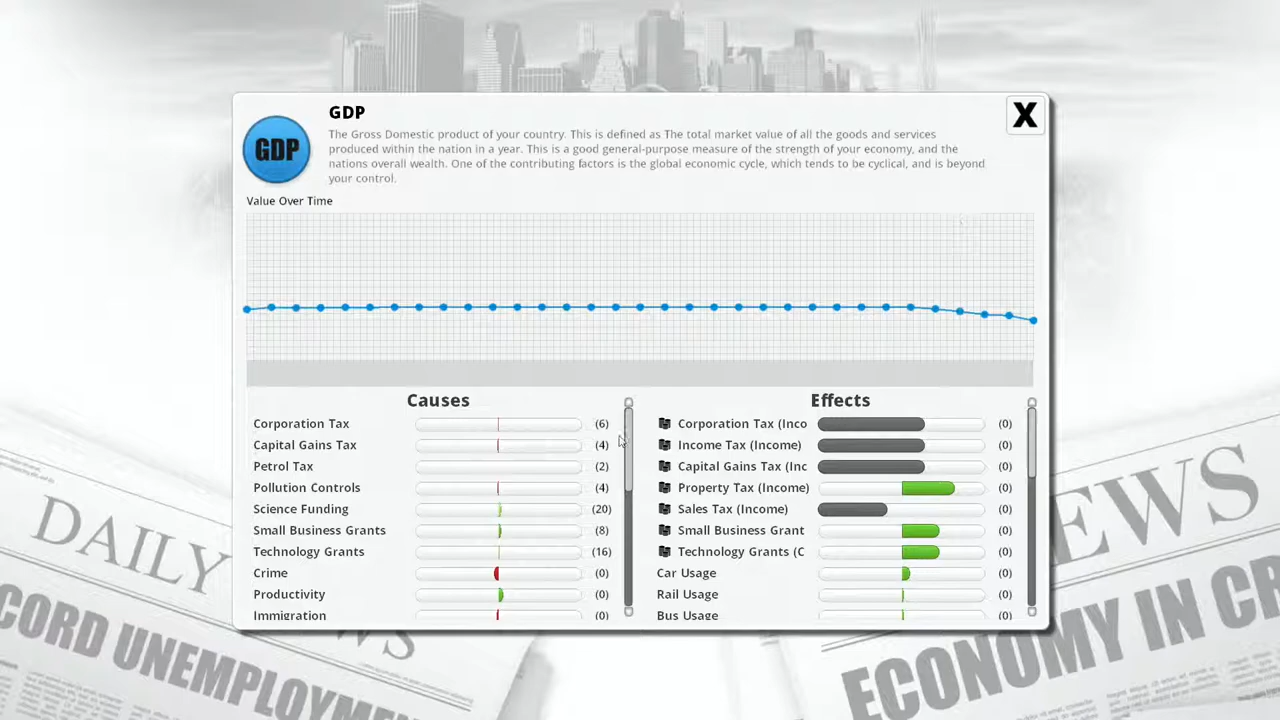 GDP
X
GDP
The Gross Domestic product of your country. This is defined as The total market value of all the goods and services
produced within the nation in a year. This is a good general-purpose measure of the strength of your economy, and the
nations overall wealth. One of the contributing factors is the global economic cycle, which tends to be cyclical, and is beyond
your control.
Value Over Time
Causes
Effects
Corporation Tax (6)
Corporation Tax (Inco (0)
Capital Gains Tax (4)
Income Tax (Income) (0)
Petrol Tax (2)
Capital Gains Tax (Inc (0)
Pollution Controls (4)
Property Tax (Income) (0)
Science Funding (20)
Sales Tax (Income) (0)
Small Business Grants (8)
Small Business Grant (0)
Technology Grants (16)
Technology Grants (C (0)
Crime (0)
Car Usage (0)
Productivity (0)
Rail Usage (0)
Immigration (0)
Bus Usage (0)
DAILY
NEWS
CORD UNEMPLOYME
ECONOMY IN CR